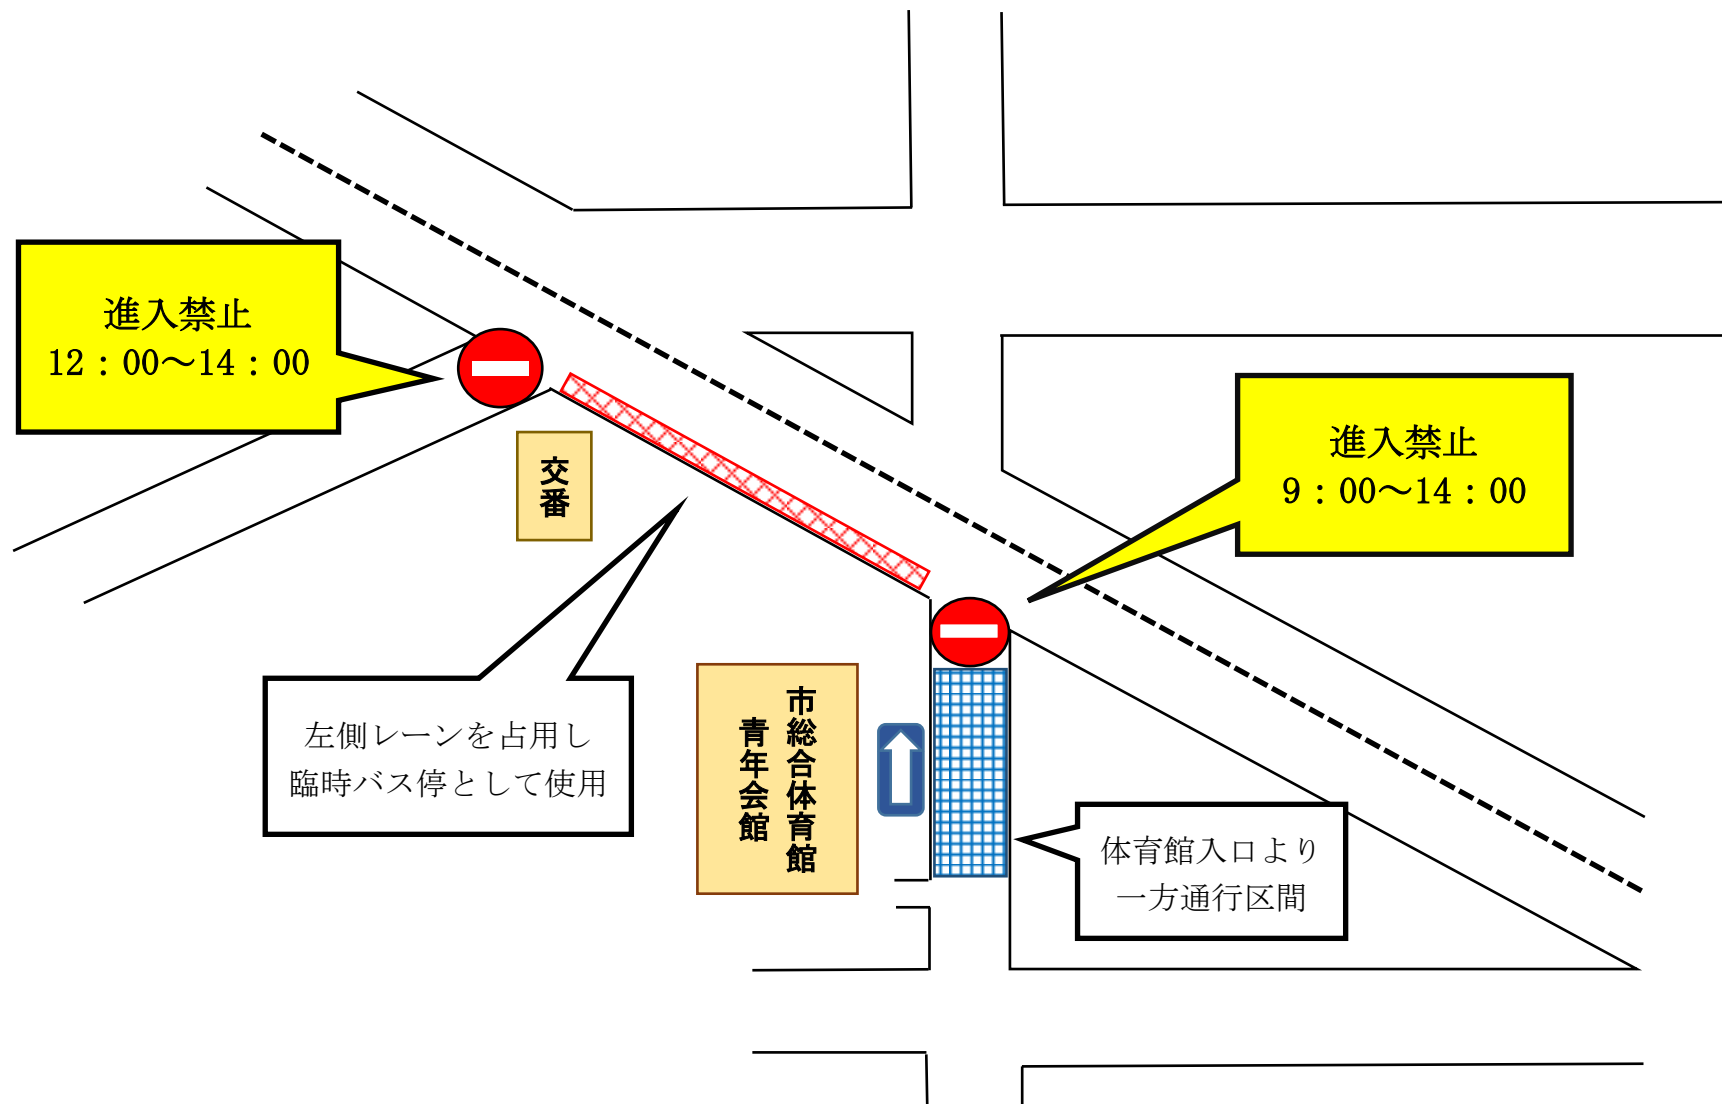 進入禁止
12：00～14：00
進入禁止
9：00～14：00
交番
左側レーンを占用し
臨時バス停として使用
市総合体育館
青年会館
体育館入口より
一方通行区間